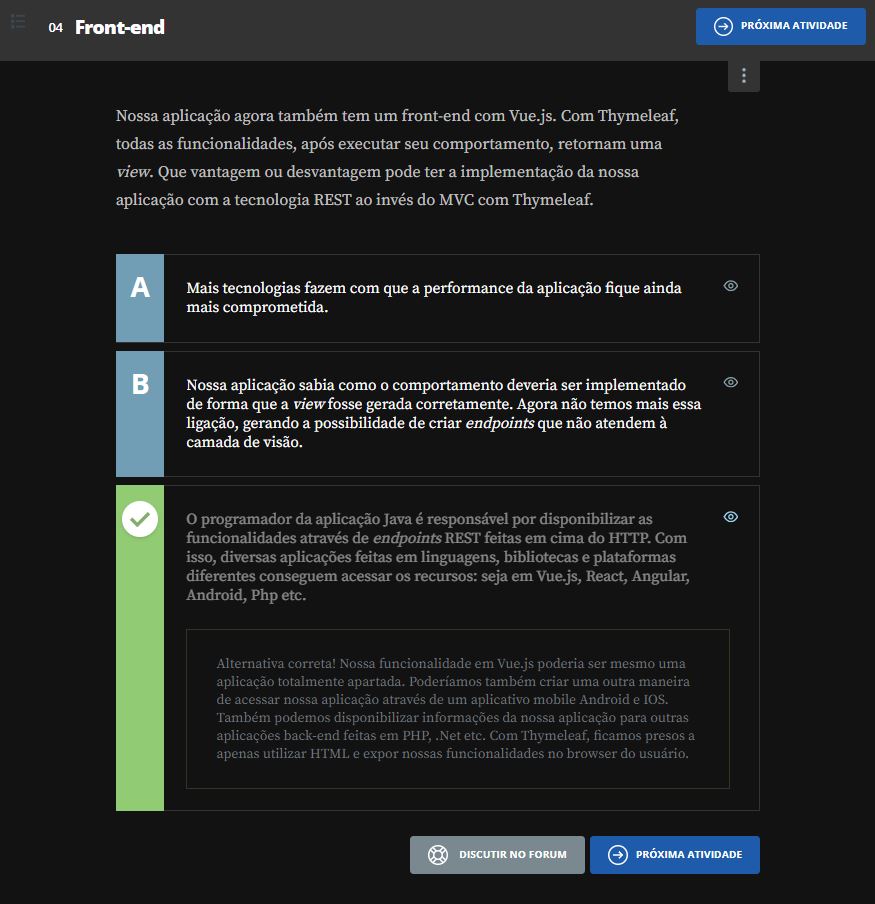 04 Front-end
PRÓXIMA ATIVIDADE
Nossa aplicação agora também tem um front-end com Vue.js. Com Thymeleaf,
todas as funcionalidades, após executar seu comportamento, retornam uma
view. Que vantagem ou desvantagem pode ter a implementação da nossa
aplicação com a tecnologia REST ao invés do MVC com Thymeleaf.
A
Mais tecnologias fazem com que a performance da aplicação fique ainda
mais comprometida.
B
Nossa aplicação sabia como o comportamento deveria ser implementado
de forma que a view fosse gerada corretamente. Agora não temos mais essa
ligação, gerando a possibilidade de criar endpoints que não atendem à
camada de visão.
O programador da aplicação Java é responsável por disponibilizar as
funcionalidades através de endpoints REST feitas em cima do HTTP. Com
isso, diversas aplicações feitas em linguagens, bibliotecas e plataformas
diferentes conseguem acessar os recursos: seja em Vue.js, React, Angular,
Android, Php etc.
Alternativa correta! Nossa funcionalidade em Vue.js poderia ser mesmo uma
aplicação totalmente apartada. Poderíamos também criar uma outra maneira
de acessar nossa aplicação através de um aplicativo mobile Android e IOS.
Também podemos disponibilizar informações da nossa aplicação para outras
aplicações back-end feitas em PHP, .Net etc. Com Thymeleaf, ficamos presos a
apenas utilizar HTML e expor nossas funcionalidades no browser do usuário.
DISCUTIR NO FORUM
PRÓXIMA ATIVIDADE